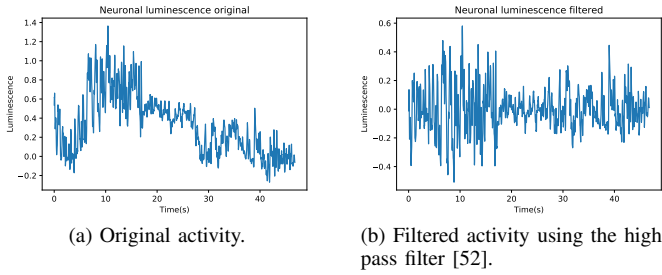 Neuronal luminescence original
1.4
1.2
1.0
0.8
0.6
0.4
0.2
0.0
−0.2
Luminescence
0
10
20
30
40
Time(s)
(a) Original activity.
Neuronal luminescence filtered
0.6
0.4
0.2
0.0
−0.2
−0.4
Luminescence
0
10
20
30
40
Time(s)
(b) Filtered activity using the high
pass filter [52].